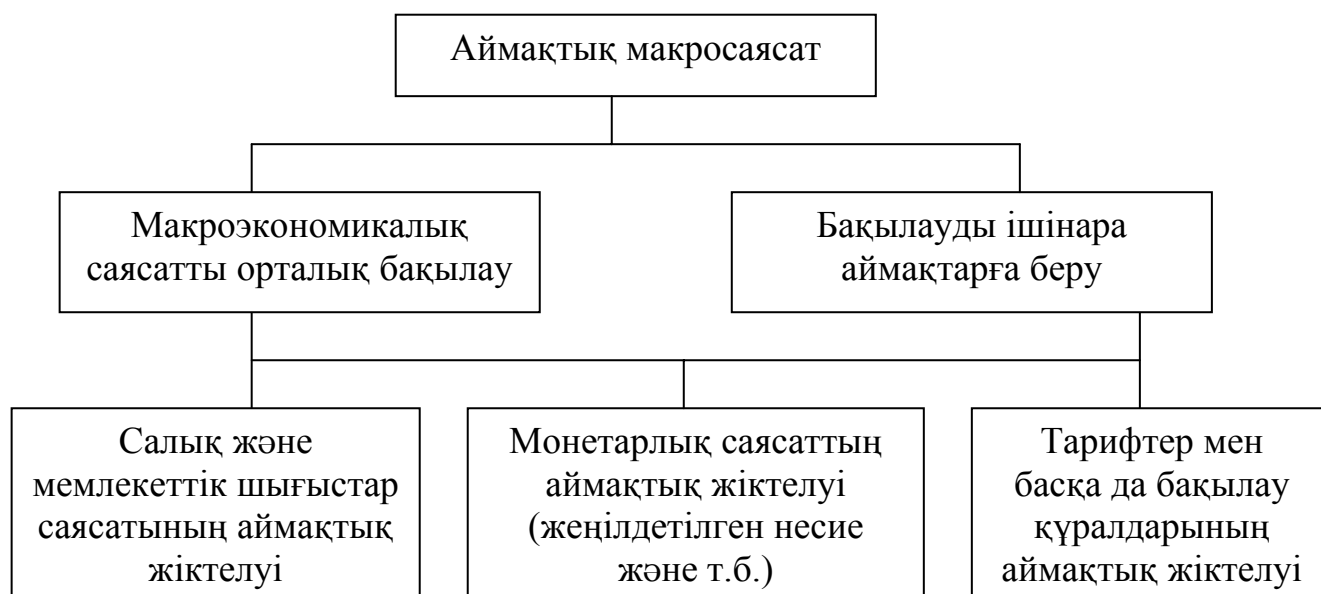 Аймақтық макросаясат
Макроэкономикалық
саясатты орталық бақылау
Бақылауды ішінара
аймақтарға беру
Салық және
мемлекеттік шығыстар
саясатының аймақтық
жіктелуі
Монетарлық саясаттың
аймақтық жіктелуі
(жеңілдетілген несие
және т.б.)
Тарифтер мен
басқа да бақылау
құралдарының
аймақтық жіктелуі